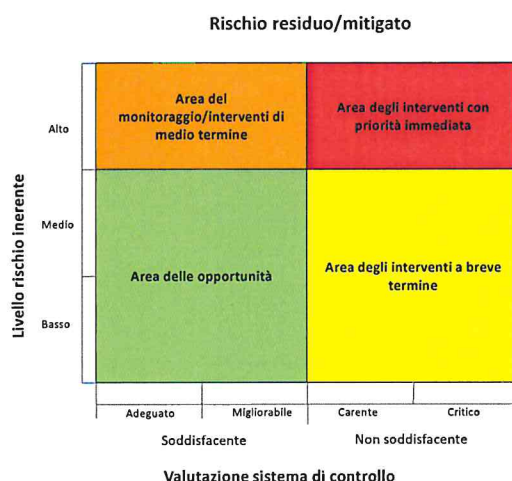 Rischio residuo/mitigato
Area del
monitoraggio/interventi di
medio termine
Area degli interventi con
priorità immediata
Alto
Medio
Basso
Livello rischio inerente
Area delle opportunità
Area degli interventi a breve
termine
Adeguato
Migliorabile
Carente
Critico
Soddisfacente
Non soddisfacente
Valutazione sistema di controllo